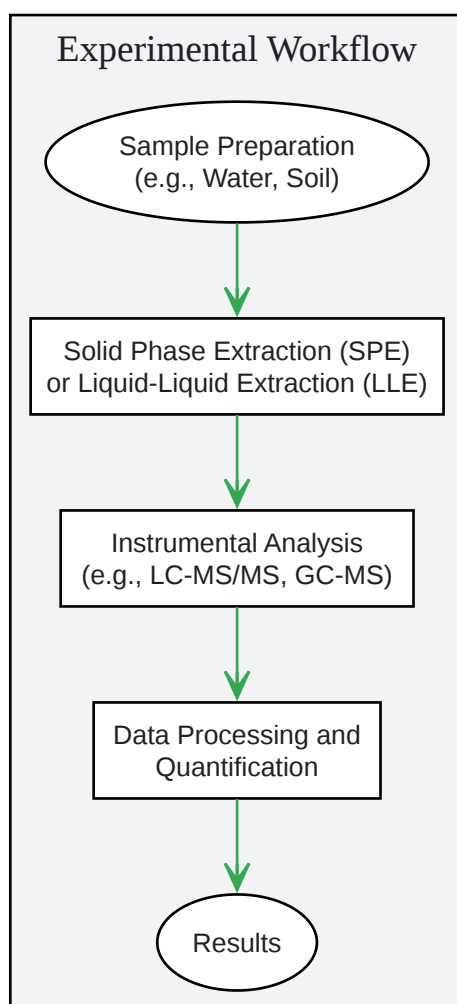 Experimental Workflow
Sample Preparation
(e.g., Water, Soil)
Solid Phase Extraction (SPE)
or Liquid-Liquid Extraction (LLE)
Instrumental Analysis
(e.g., LC-MS/MS, GC-MS)
Data Processing and
Quantification
Results